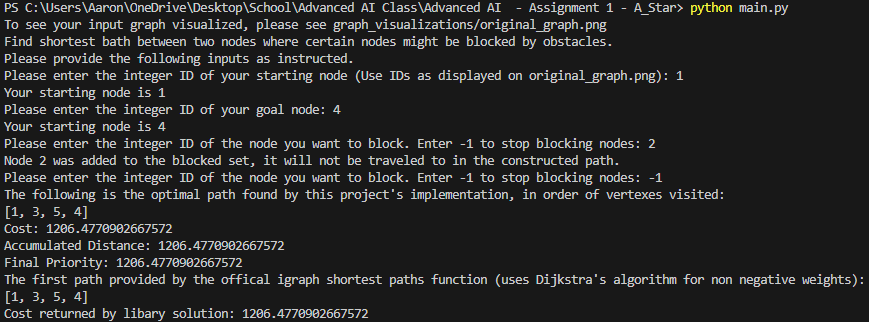 PS C:\Users\Aaron\OneDrive\Desktop\School\Advanced AI Class\Advanced AI  - Assignment 1 - A_Star> python main.py
To see your input graph visualized, please see graph_visualizations/original_graph.png
Find shortest bath between two nodes where certain nodes might be blocked by obstacles.
Please provide the following inputs as instructed.
Please enter the integer ID of your starting node (Use IDs as displayed on original_graph.png): 1
Your starting node is 1
Please enter the integer ID of your goal node: 4
Your starting node is 4
Please enter the integer ID of the node you want to block. Enter -1 to stop blocking nodes: 2
Node 2 was added to the blocked set, it will not be traveled to in the constructed path.
Please enter the integer ID of the node you want to block. Enter -1 to stop blocking nodes: -1
The following is the optimal path found by this project's implementation, in order of vertexes visited:
[1, 3, 5, 4]
Cost: 1206.4770902667572
Accumulated Distance: 1206.4770902667572
Final Priority: 1206.4770902667572
The first path provided by the offical igraph shortest paths function (uses Dijkstra's algorithm for non negative weights):
[1, 3, 5, 4]
Cost returned by libary solution: 1206.4770902667572